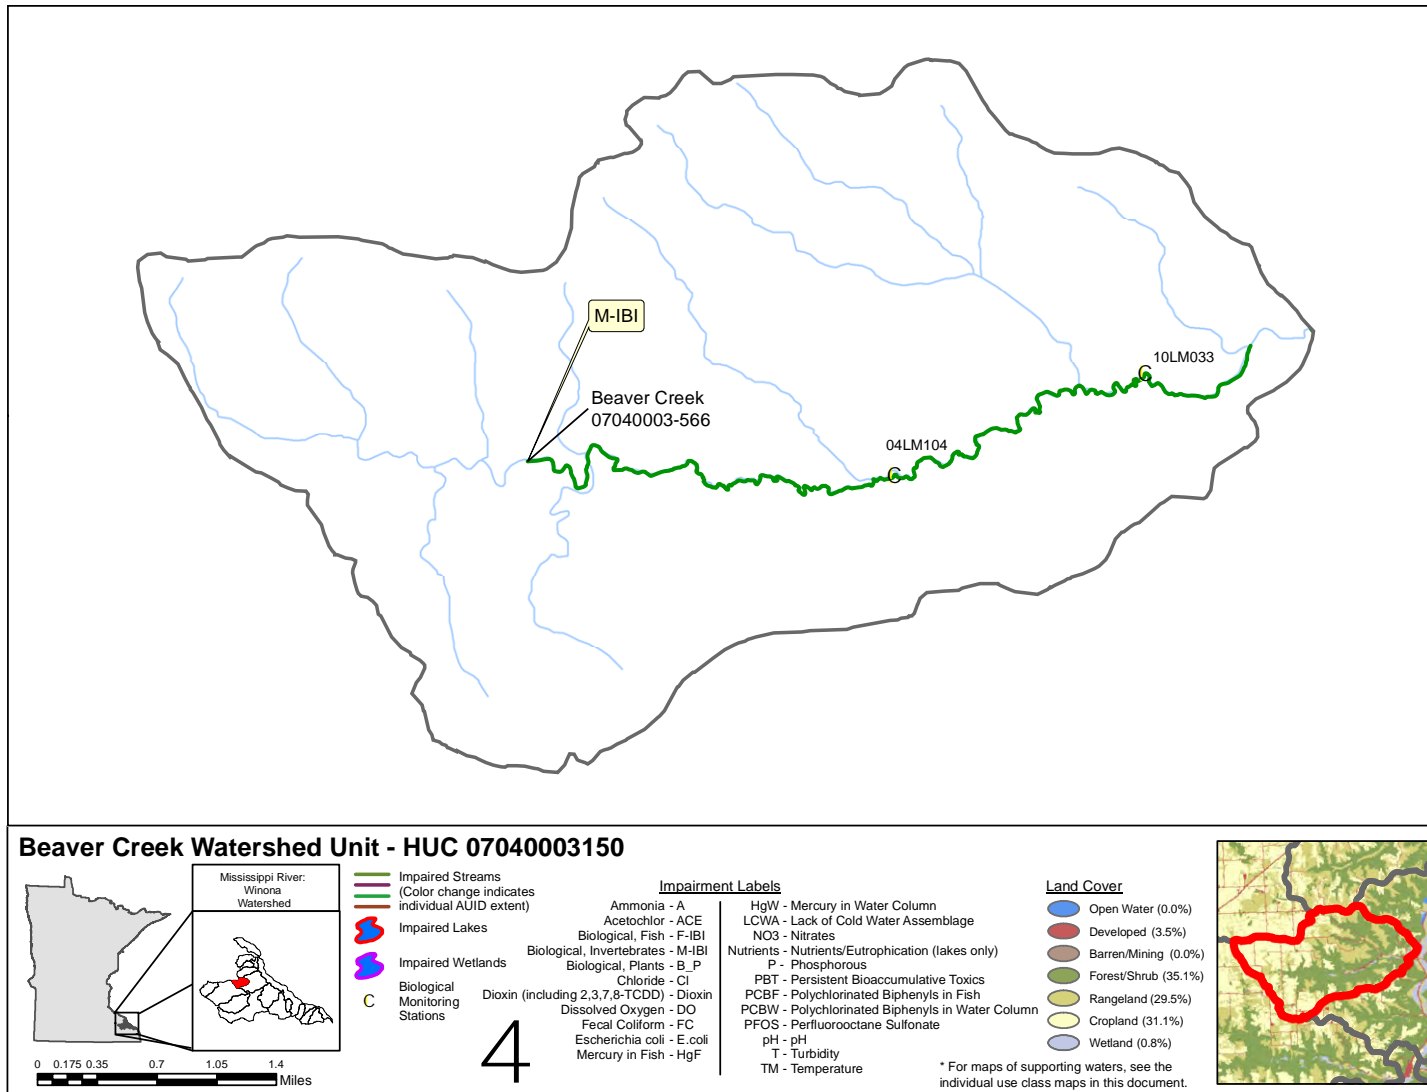 M-IBI
10LM033
C
Beaver Creek
07040003-566
04LM104
C
Beaver Creek Watershed Unit - HUC 07040003150
Mississippi River:
Winona
Watershed
0 0.175 0.35 0.7 1.05 1.4
Miles
Impaired Streams
(Color change indicates
individual AUID extent)
Impaired Lakes
Impaired Wetlands
C
Biological
Monitoring
Stations
4
Impairment Labels
Ammonia - A
Acetochlor - ACE
Biological, Fish - F-IBI
Biological, Invertebrates - M-IBI
Biological, Plants - B_P
Chloride - Cl
Dioxin (including 2,3,7,8-TCDD) - Dioxin
Dissolved Oxygen - DO
Fecal Coliform - FC
Escherichia coli - E.coli
Mercury in Fish - HgF
HgW - Mercury in Water Column
LCWA - Lack of Cold Water Assemblage
NO3 - Nitrates
Nutrients - Nutrients/Eutrophication (lakes only)
P - Phosphorous
PBT - Persistent Bioaccumulative Toxics
PCBF - Polychlorinated Biphenyls in Fish
PCBW - Polychlorinated Biphenyls in Water Column
PFOS - Perfluorooctane Sulfonate
pH - pH
T - Turbidity
TM - Temperature
Land Cover
Open Water (0.0%)
Developed (3.5%)
Barren/Mining (0.0%)
Forest/Shrub (35.1%)
Rangeland (29.5%)
Cropland (31.1%)
Wetland (0.8%)
* For maps of supporting waters, see the
individual use class maps in this document.